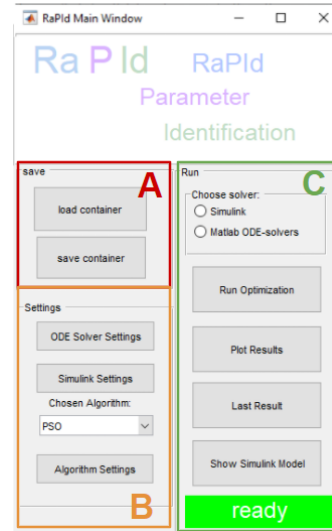 RaPId Main Window
Ra P Id RaPId
Parameter
Identification
save
A
load container
save container
Settings
ODE Solver Settings
Simulink Settings
Chosen Algorithm:
PSO
Algorithm Settings
B
Run
C
Choose solver:
Simulink
Matlab ODE-solvers
Run Optimization
Plot Results
Last Result
Show Simulink Model
ready